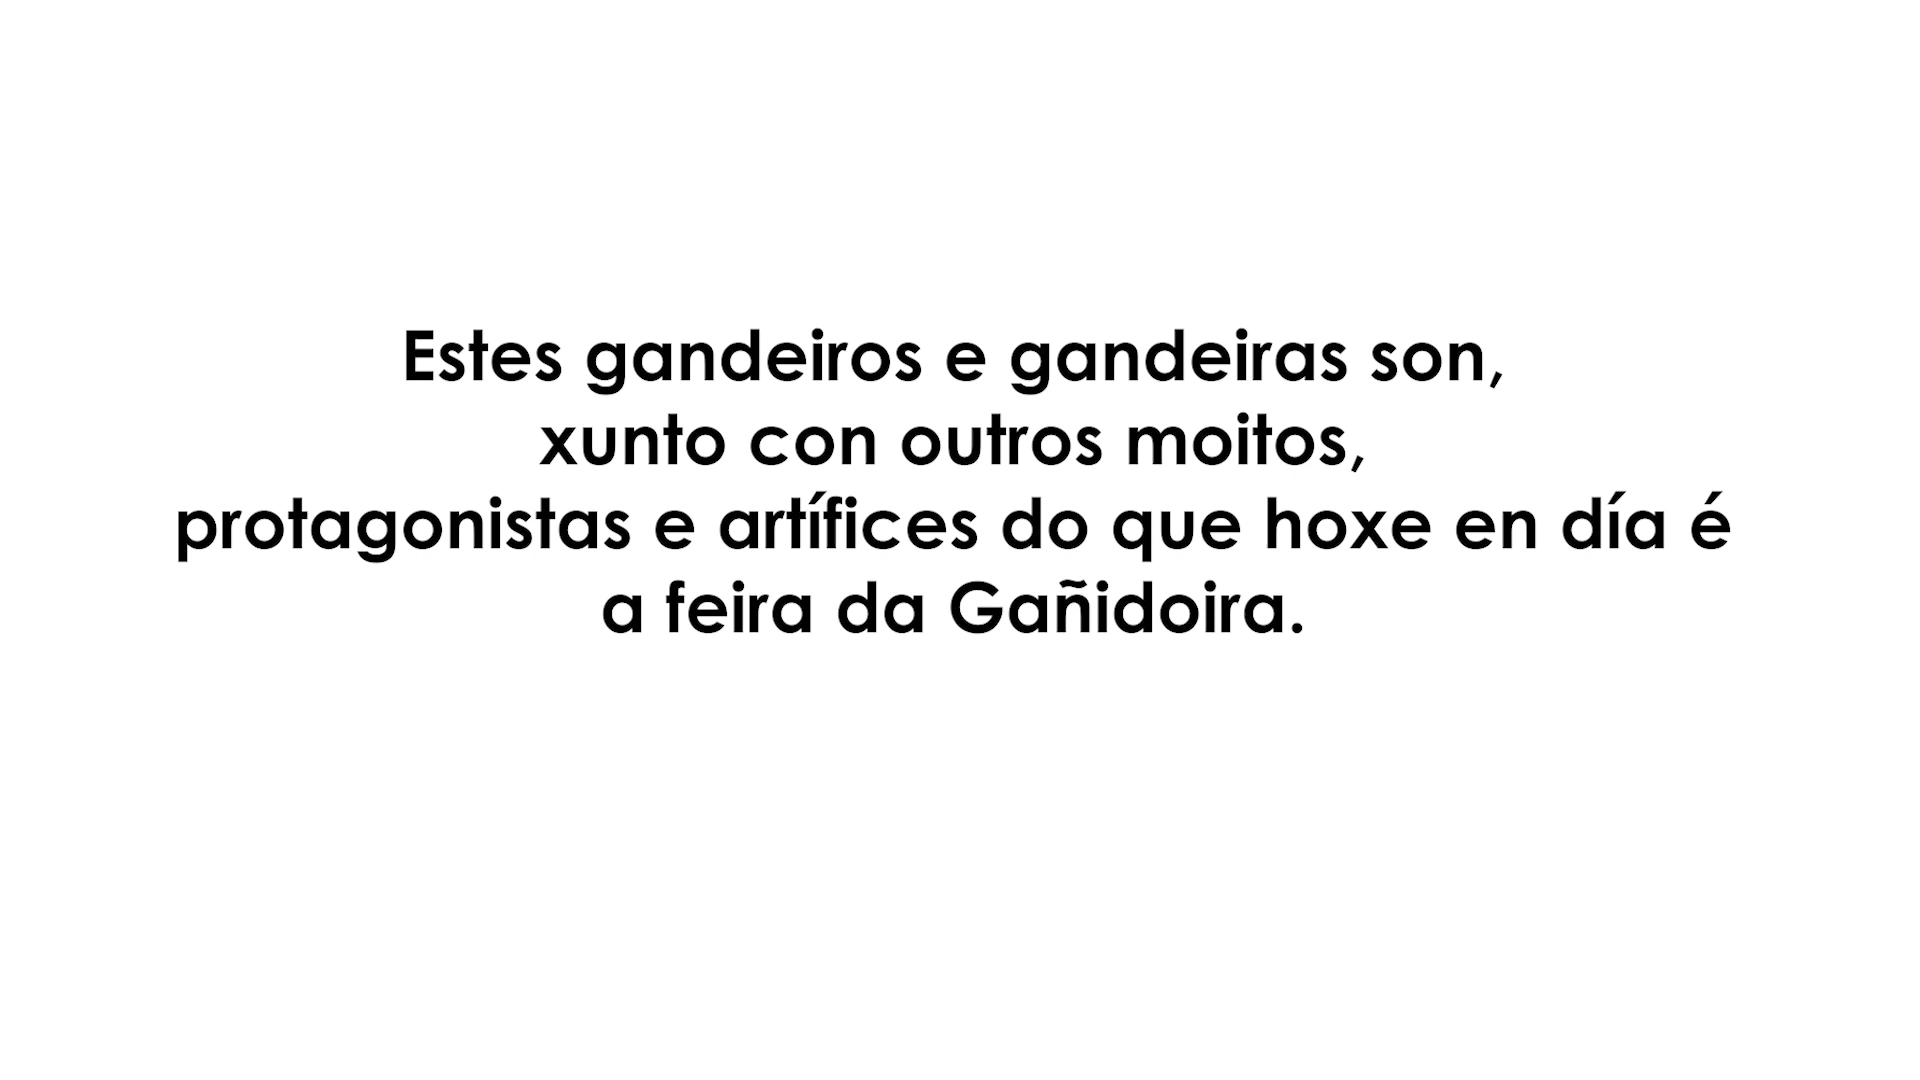 Estes gandeiros e gandeiras son,
xunto con outros moitos,
protagonistas e artífices do que hoxe en día é
a feira da Gañidoira.